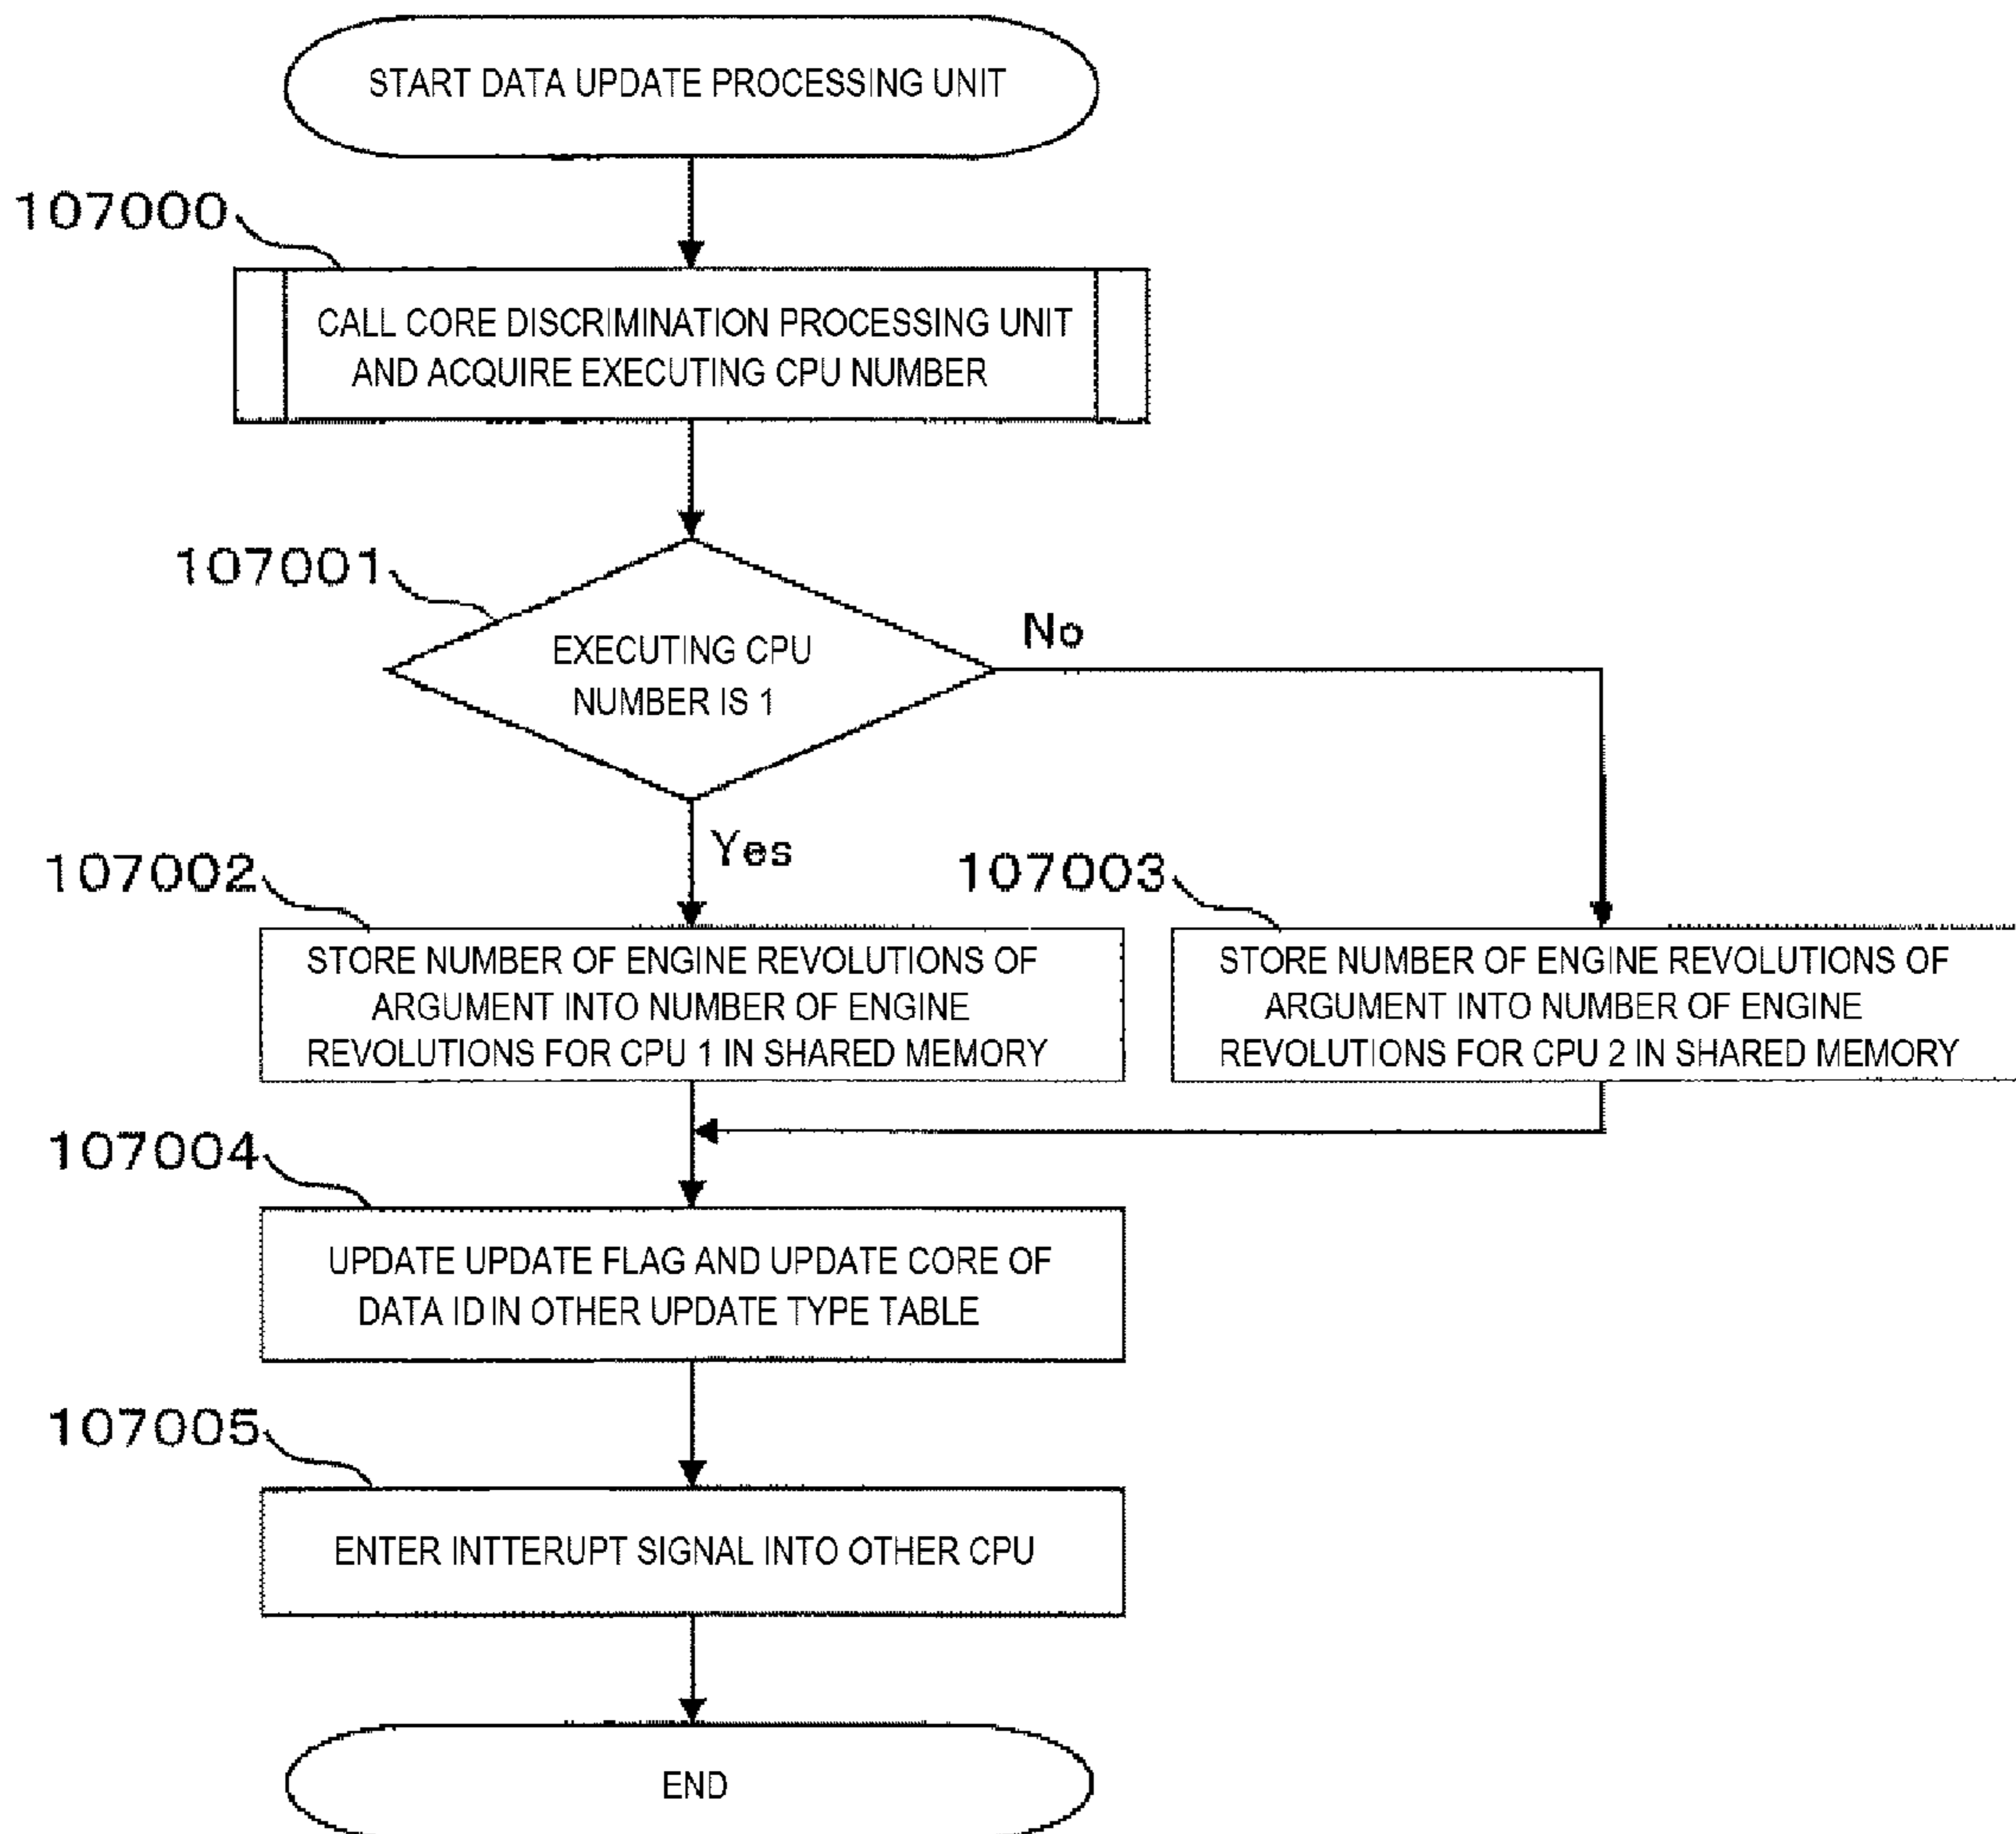 START DATA UPDATE PROCESSING UNIT
107000
CALL CORE DISCRIMINATION PROCESSING UNIT
AND ACQUIRE EXECUTING CPU NUMBER
107001
EXECUTING CPU
NUMBER IS 1
No
Yes
107002
STORE NUMBER OF ENGINE REVOLUTIONS OF
ARGUMENT INTO NUMBER OF ENGINE
REVOLUTIONS FOR CPU 1 IN SHARED MEMORY
107003
STORE NUMBER OF ENGINE REVOLUTIONS OF
ARGUMENT INTO NUMBER OF ENGINE
REVOLUTIONS FOR CPU 2 IN SHARED MEMORY
107004
UPDATE UPDATE FLAG AND UPDATE CORE OF
DATA ID IN OTHER UPDATE TYPE TABLE
107005
ENTER INTTERUPT SIGNAL INTO OTHER CPU
END